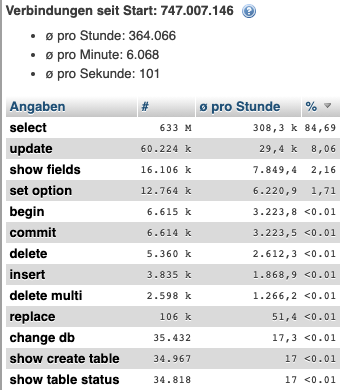 Verbindungen seit Start: 747.007.146
ø pro Stunde: 364.066
ø pro Minute: 6.068
ø pro Sekunde: 101
Angaben # ø pro Stunde %
select 633 M 308,3 k 84,69
update 60.224 k 29,4 k 8,06
show fields 16.106 k 7.849,4 2,16
set option 12.764 k 6.220,9 1,71
begin 6.615 k 3.223,8 <0.01
commit 6.614 k 3.223,5 <0.01
delete 5.360 k 2.612,3 <0.01
insert 3.835 k 1.868,9 <0.01
delete multi 2.598 k 1.266,2 <0.01
replace 106 k 51,4 <0.01
change db 35.432 17,3 <0.01
show create table 34.967 17 <0.01
show table status 34.818 17 <0.01